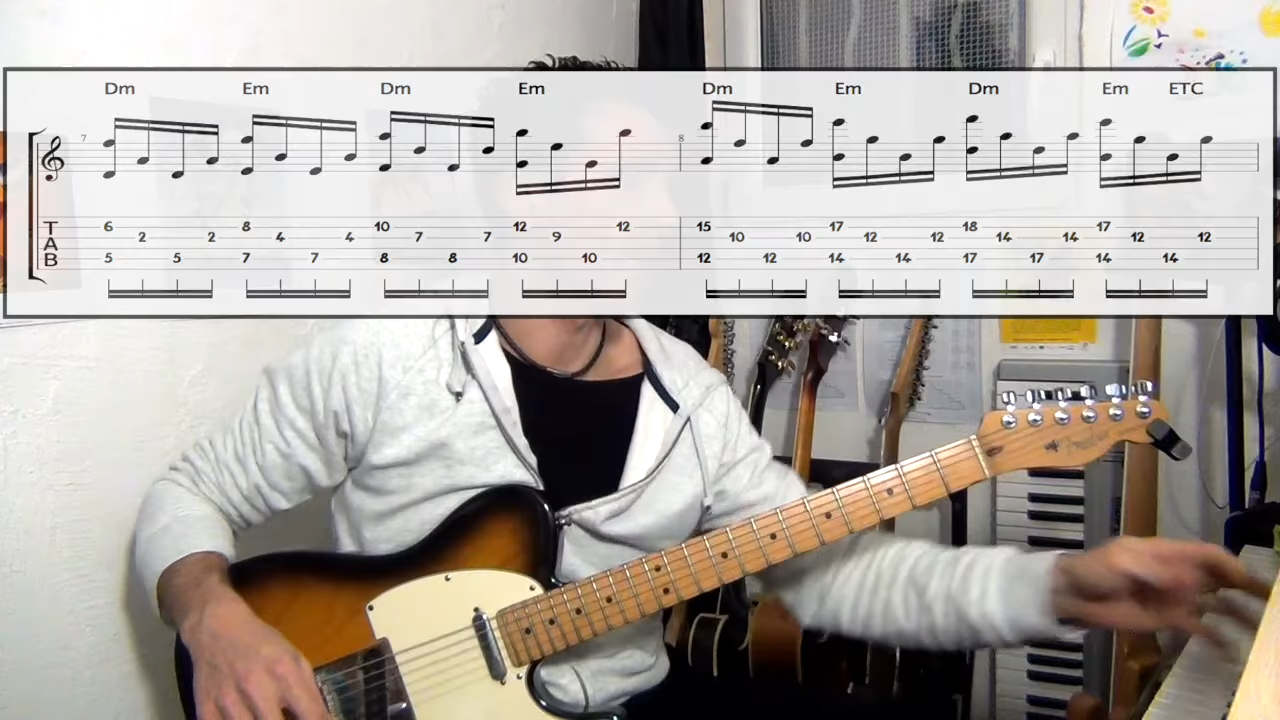 Dm Em Dm Em Dm Em Dm Em ETC
7 8
T 6 8 10 12 12 15 17 18 17
A 2 2 4 4 7 7 9 10 10 12 12 14 14 12 12
B 5 5 7 7 8 8 10 10 12 12 14 14 17 17 14 14